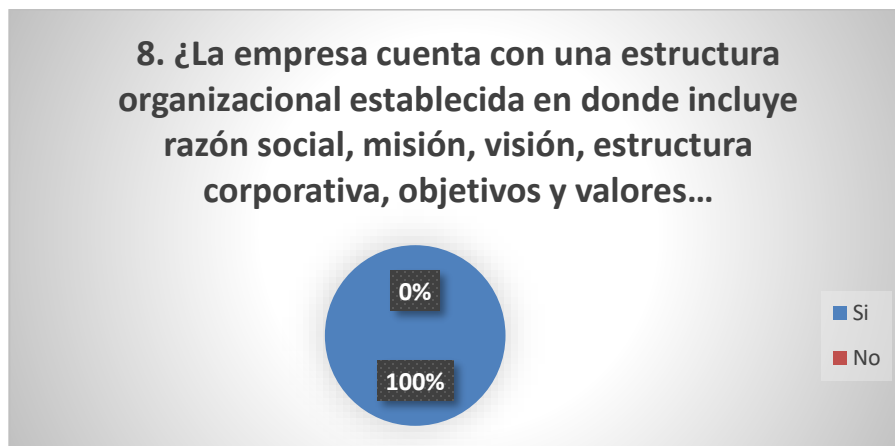 8. ¿La empresa cuenta con una estructura
organizacional establecida en donde incluye
razón social, misión, visión, estructura
corporativa, objetivos y valores…
0%
100%
Si
No